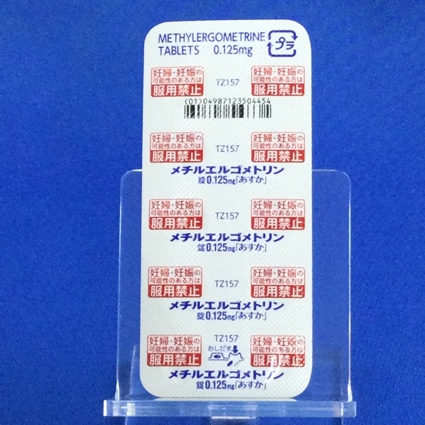 METHYLERGOMETRINE
TABLETS 0.125mg
プラ
妊婦・妊娠の
可能性のある方は
服用禁止
TZ157
妊婦・妊娠の
可能性のある方は
服用禁止
(01)04987123504454
妊婦・妊娠の
可能性のある方は
服用禁止
TZ157
妊婦・妊娠の
可能性のある方は
服用禁止
メチルエルゴメトリン
錠0.125mg「あすか」
妊婦・妊娠の
可能性のある方は
服用禁止
TZ157
妊婦・妊娠の
可能性のある方は
服用禁止
メチルエルゴメトリン
錠0.125mg「あすか」
妊婦・妊娠の
可能性のある方は
服用禁止
TZ157
妊婦・妊娠の
可能性のある方は
服用禁止
メチルエルゴメトリン
錠0.125mg「あすか」
妊婦・妊娠の
可能性のある方は
服用禁止
TZ157
おしだす
妊婦・妊娠の
可能性のある方は
服用禁止
メチルエルゴメトリン
錠0.125mg「あすか」